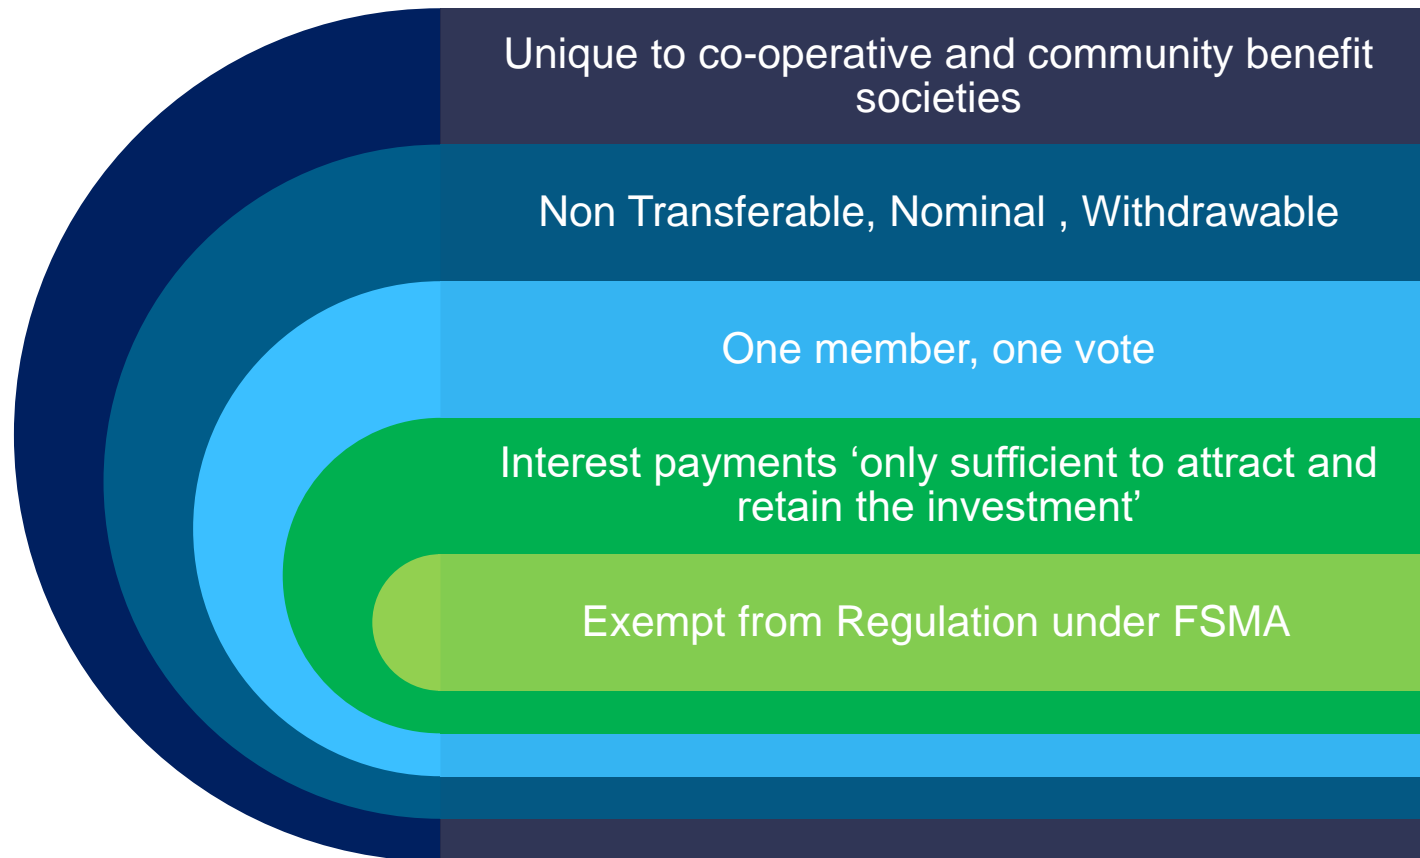 Unique to co-operative and community benefit
societies
Non Transferable, Nominal , Withdrawable
One member, one vote
Interest payments ‘only sufficient to attract and
retain the investment’
Exempt from Regulation under FSMA